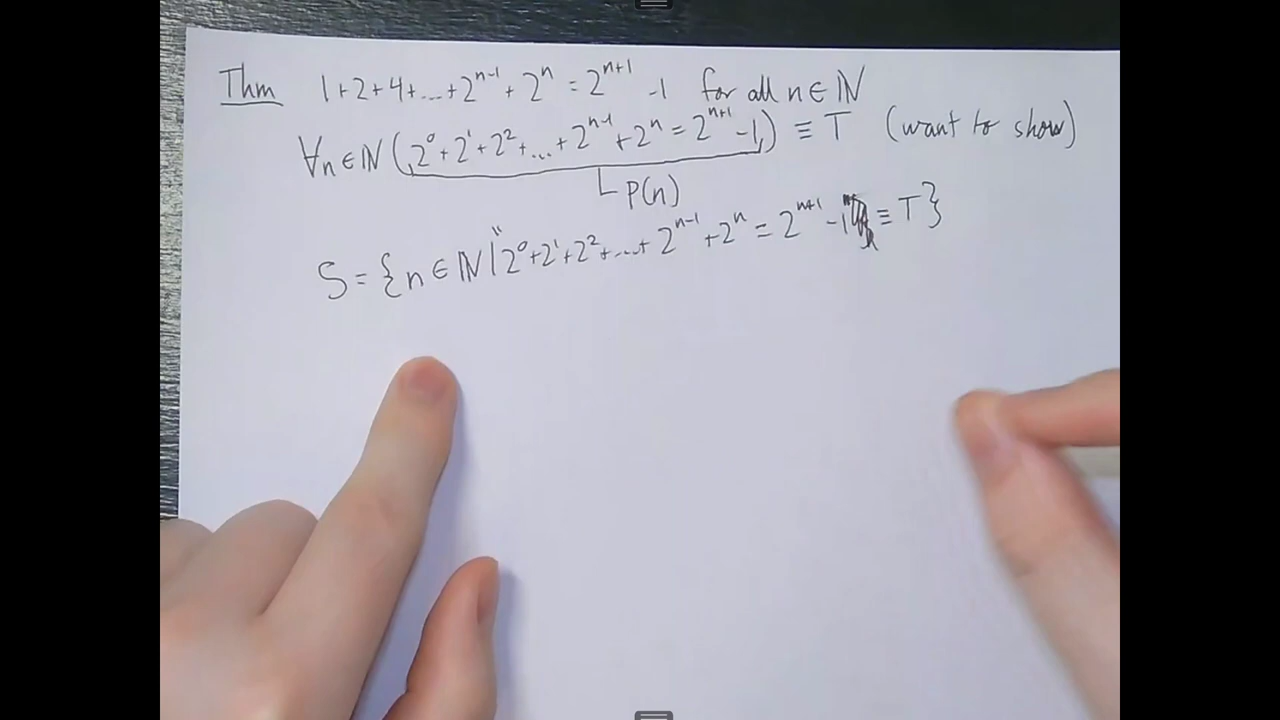 Thm 1+2+4+...+2^{n-1}+2^n = 2^{n+1} -1 for all n ∈ ℕ
∀n∈ℕ (2^0+2^1+2^2+...+2^{n-1}+2^n = 2^{n+1} -1) ≡ T (want to show)
P(n)
S = {n ∈ ℕ | "2^0+2^1+2^2+...+2^{n-1}+2^n = 2^{n+1} -1 ≡ T}